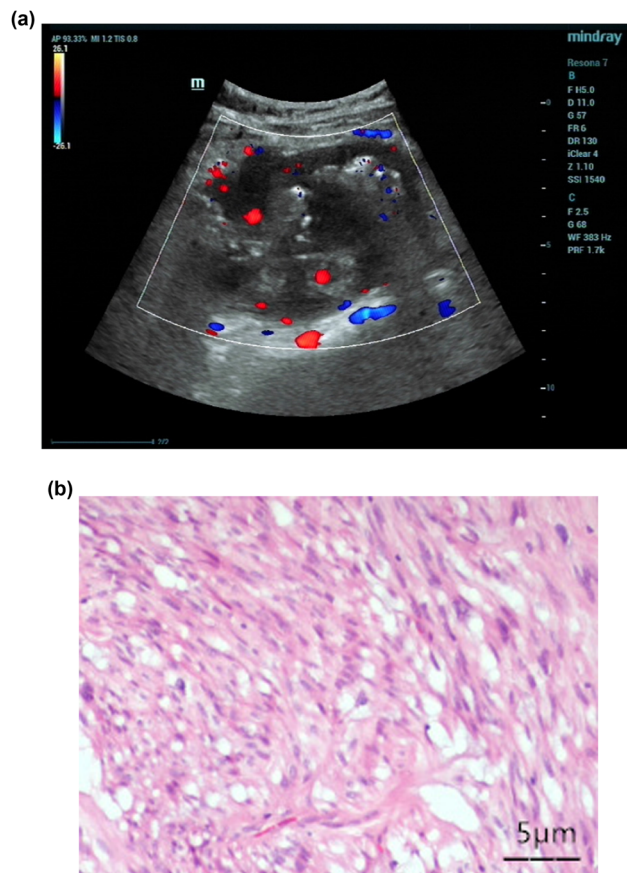 (a)
AP 93.33% MI 1.2 TIS 0.8
26.1
-26.1
m
mindray
Resona 7
B
F H5.0
D 11.0
G 57
FR 6
DR 130
iClear 4
Z 1.10
SSI 1540
C
F 2.5
G 68
WF 383 Hz
PRF 1.7k
0
5
10
2/2
(b)
5μm